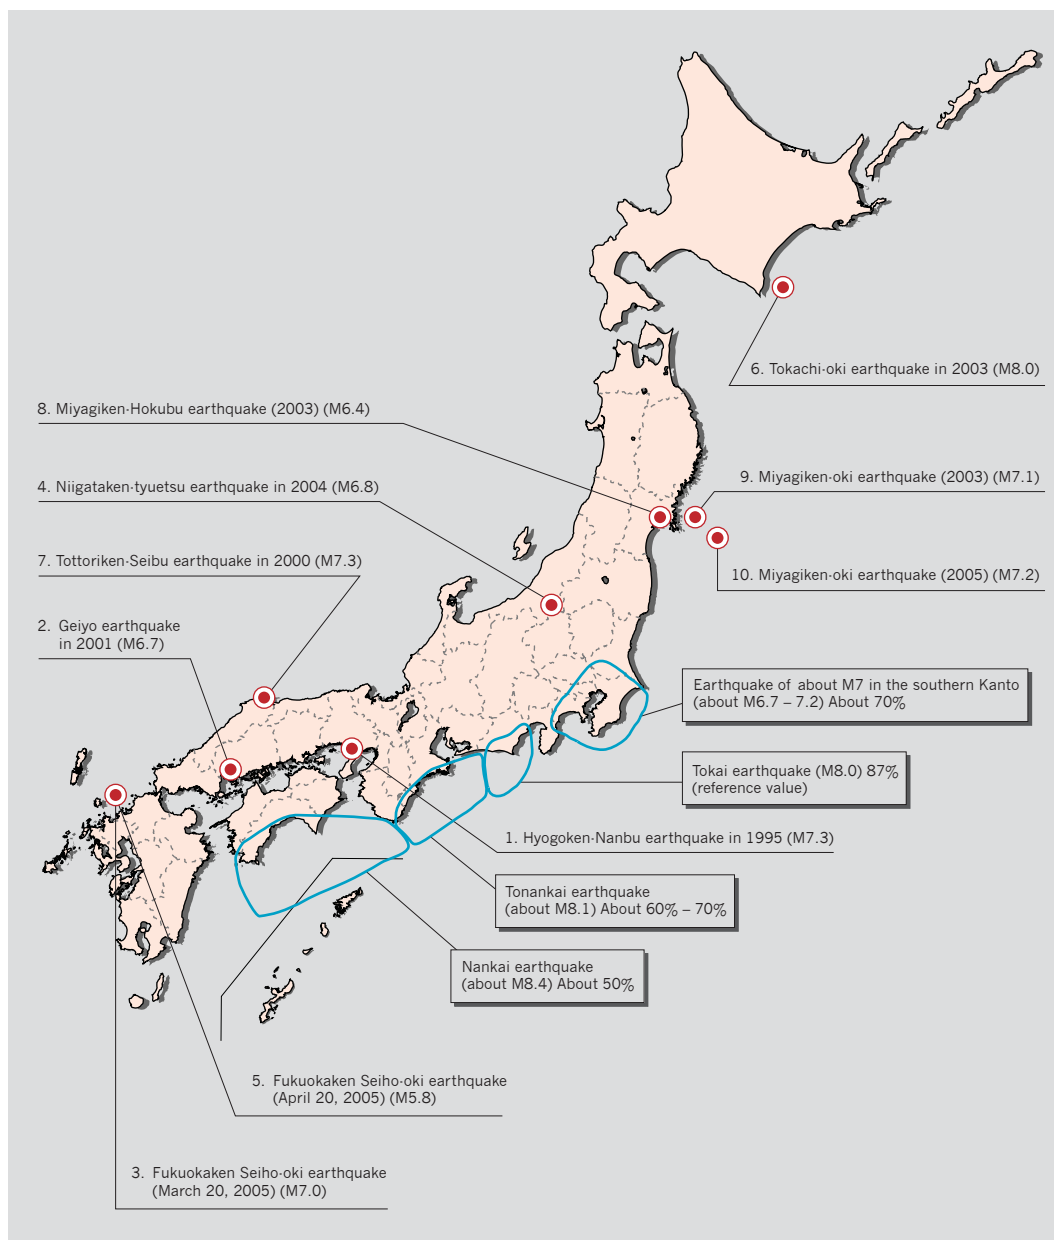 6. Tokachi-oki earthquake in 2003 (M8.0)
8. Miyagiken-Hokubu earthquake (2003) (M6.4)
9. Miyagiken-oki earthquake (2003) (M7.1)
4. Niigataken-tyuetsu earthquake in 2004 (M6.8)
7. Tottoriken-Seibu earthquake in 2000 (M7.3)
10. Miyagiken-oki earthquake (2005) (M7.2)
2. Geiyo earthquake
in 2001 (M6.7)
Earthquake of about M7 in the southern Kanto
(about M6.7 – 7.2) About 70%
Tokai earthquake (M8.0) 87%
(reference value)
1. Hyogoken-Nanbu earthquake in 1995 (M7.3)
Tonankai earthquake
(about M8.1) About 60% – 70%
Nankai earthquake
(about M8.4) About 50%
5. Fukuokaken Seiho-oki earthquake
(April 20, 2005) (M5.8)
3. Fukuokaken Seiho-oki earthquake
(March 20, 2005) (M7.0)